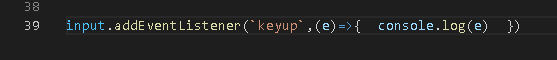 38
39 input.addEventListener(`keyup`,(e)=>{  console.log(e)  })